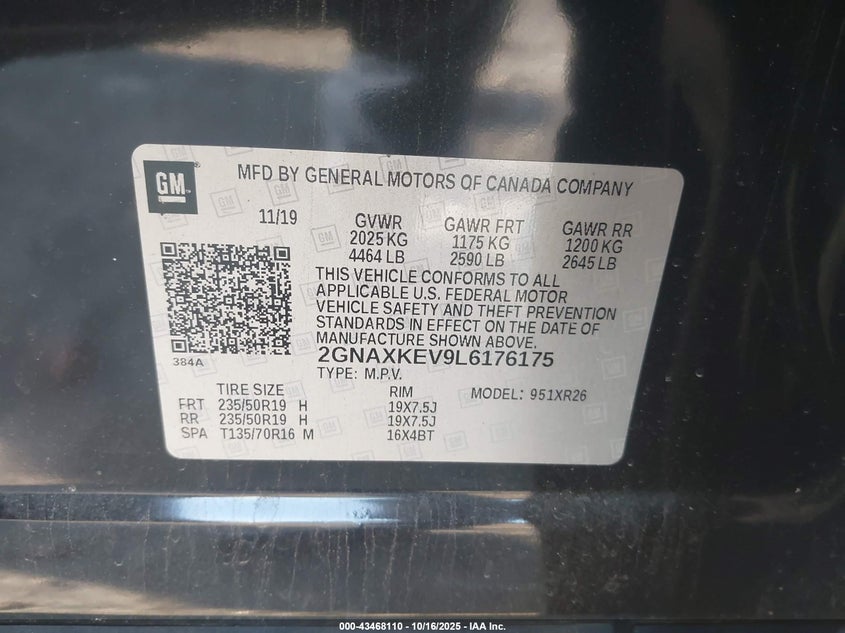 GM
MFD BY GENERAL MOTORS OF CANADA COMPANY
11/19
GVWR GAWR FRT GAWR RR
2025 KG 1175 KG 1200 KG
4464 LB 2590 LB 2645 LB
THIS VEHICLE CONFORMS TO ALL
APPLICABLE U.S. FEDERAL MOTOR
VEHICLE SAFETY AND THEFT PREVENTION
STANDARDS IN EFFECT ON THE DATE OF
MANUFACTURE SHOWN ABOVE.
384A
2GNAXKEV9L6176175
TYPE: M.P.V.
TIRE SIZE RIM MODEL: 951XR26
FRT 235/50R19 H 19X7.5J
RR 235/50R19 H 19X7.5J
SPA T135/70R16 M 16X4BT
000-43468110 - 10/16/2025 - IAA Inc.